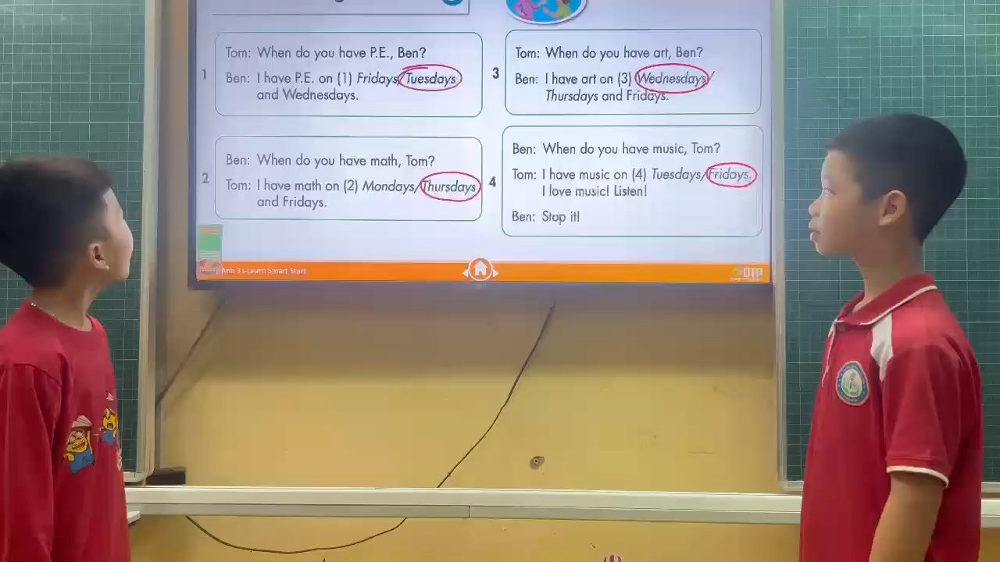 1
Tom: When do you have P.E., Ben?
Ben: I have P.E. on (1) Fridays/Tuesdays
and Wednesdays.
2
Ben: When do you have math, Tom?
Tom: I have math on (2) Mondays/Thursdays
and Fridays.
3
Tom: When do you have art, Ben?
Ben: I have art on (3) Wednesdays/
Thursdays and Fridays.
4
Ben: When do you have music, Tom?
Tom: I have music on (4) Tuesdays/Fridays.
I love music! Listen!
Ben: Stop it!
Anh 3 i-Learn Smart Start
DTP